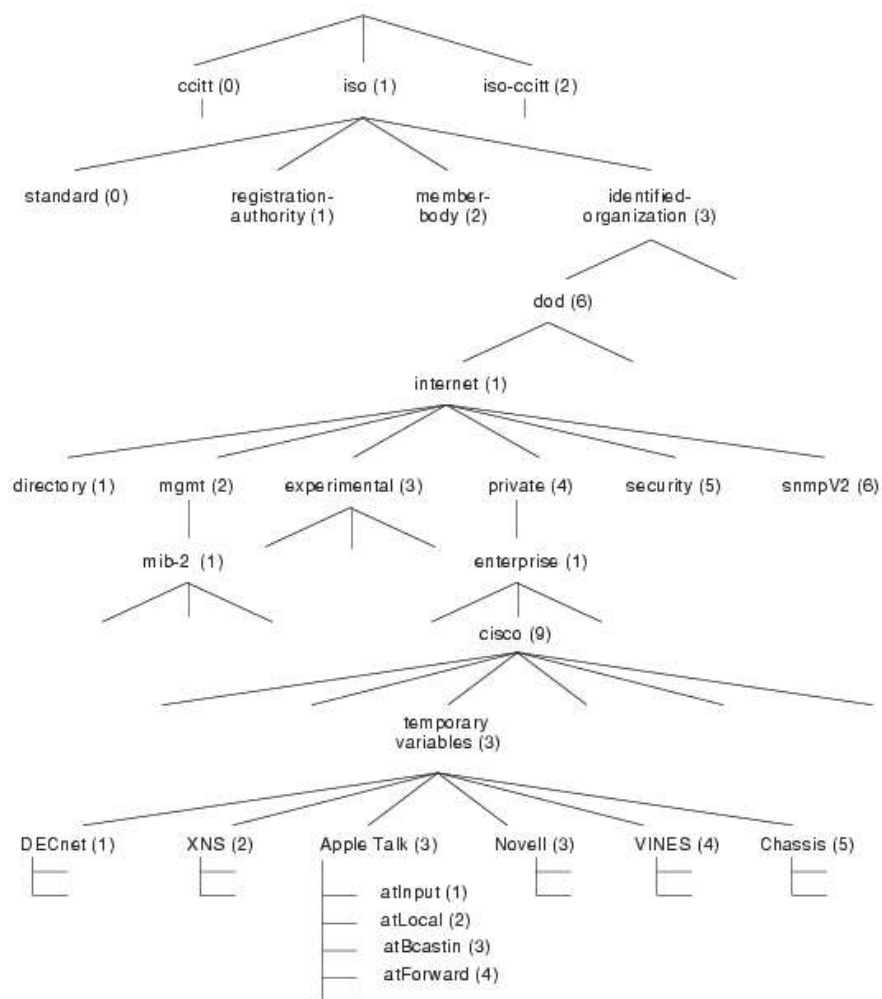 ccitt (0)
iso (1)
iso-ccitt (2)
standard (0)
registration-
authority (1)
member-
body (2)
identified-
organization (3)
dod (6)
internet (1)
directory (1)
mgmt (2)
experimental (3)
private (4)
security (5)
snmpV2 (6)
mib-2 (1)
enterprise (1)
cisco (9)
temporary
variables (3)
DECnet (1)
XNS (2)
Apple Talk (3)
Novell (3)
VINES (4)
Chassis (5)
atInput (1)
atLocal (2)
atBcastin (3)
atForward (4)